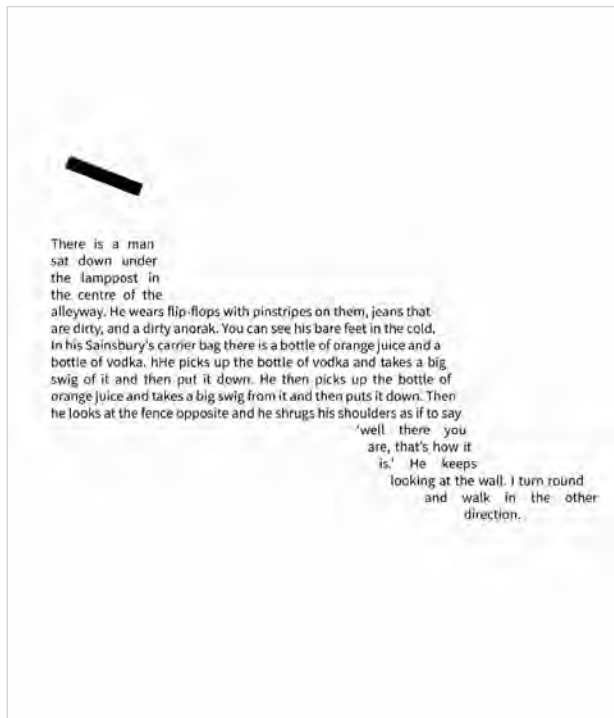 There is a man
sat down under
the lamppost in
the centre of the
alleyway. He wears flip-flops with pinstripes on them, jeans that
are dirty, and a dirty anorak. You can see his bare feet in the cold.
In his Sainsbury's carrier bag there is a bottle of orange juice and a
bottle of vodka. hHe picks up the bottle of vodka and takes a big
swig of it and then put it down. He then picks up the bottle of
orange juice and takes a big swig from it and then puts it down. Then
he looks at the fence opposite and he shrugs his shoulders as if to say
'well there you
are, that's how it
is.' He keeps
looking at the wall. I turn round
and walk in the other
direction.